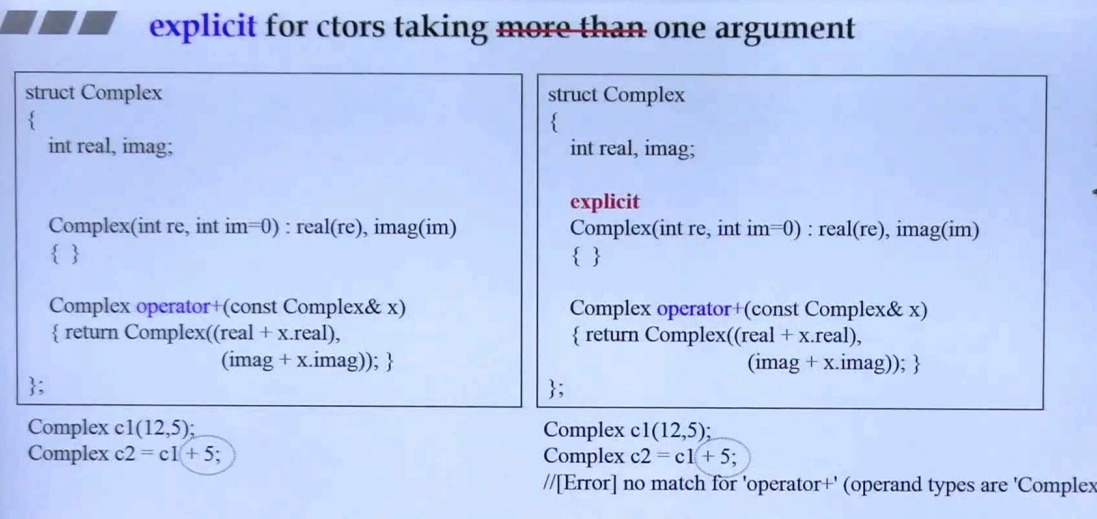 explicit for ctors taking more than one argument
struct Complex
{
int real, imag;
Complex(int re, int im=0) : real(re), imag(im)
{ }
Complex operator+(const Complex& x)
{ return Complex((real + x.real),
(imag + x.imag)); }
};
Complex c1(12,5);
Complex c2 = c1 + 5;
struct Complex
{
int real, imag;
explicit
Complex(int re, int im=0) : real(re), imag(im)
{ }
Complex operator+(const Complex& x)
{ return Complex((real + x.real),
(imag + x.imag)); }
};
Complex c1(12,5);
Complex c2 = c1 + 5;
//[Error] no match for 'operator+' (operand types are 'Complex